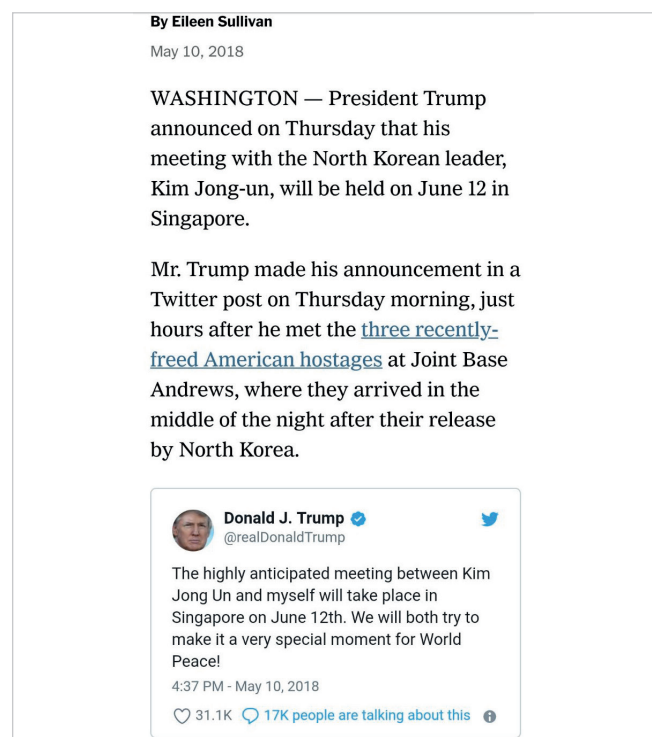 By Eileen Sullivan
May 10, 2018
WASHINGTON — President Trump
announced on Thursday that his
meeting with the North Korean leader,
Kim Jong-un, will be held on June 12 in
Singapore.
Mr. Trump made his announcement in a
Twitter post on Thursday morning, just
hours after he met the three recently-
freed American hostages at Joint Base
Andrews, where they arrived in the
middle of the night after their release
by North Korea.
Donald J. Trump
@realDonaldTrump
The highly anticipated meeting between Kim
Jong Un and myself will take place in
Singapore on June 12th. We will both try to
make it a very special moment for World
Peace!
4:37 PM - May 10, 2018
31.1K 17K people are talking about this